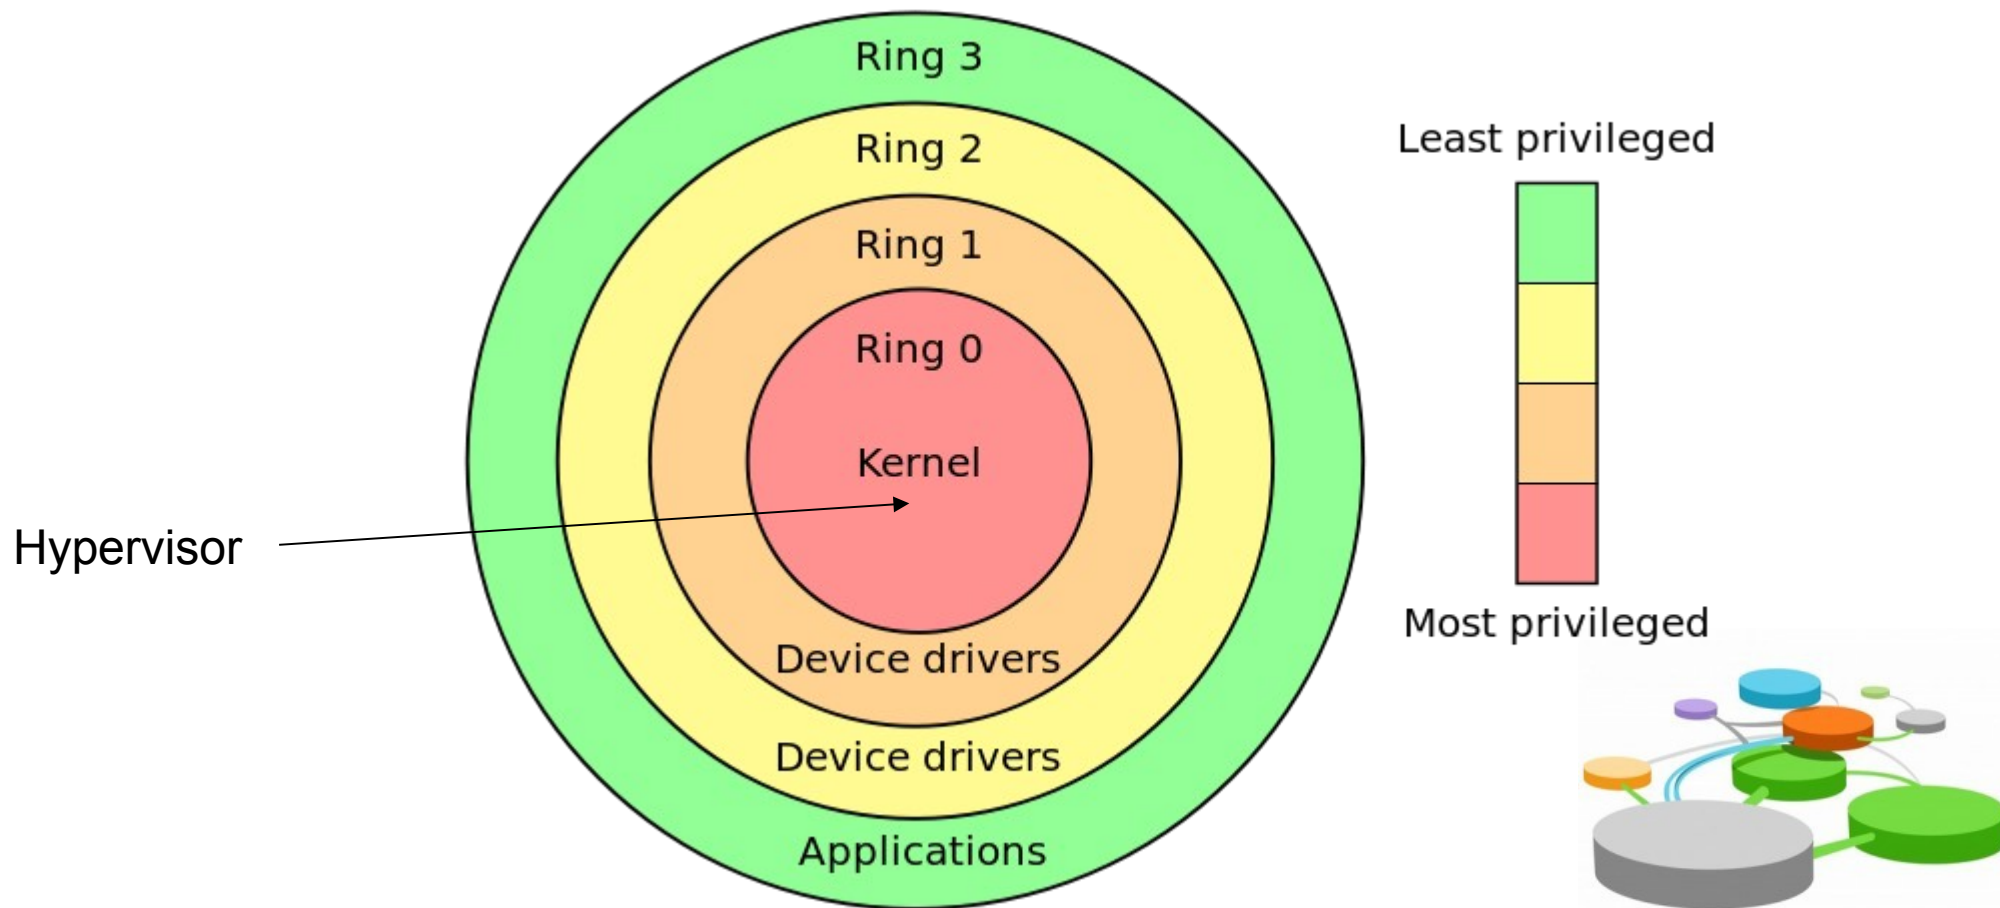 Ring 3
Ring 2
Ring 1
Ring 0
Kernel
Device drivers
Device drivers
Applications
Hypervisor
Least privileged
Most privileged